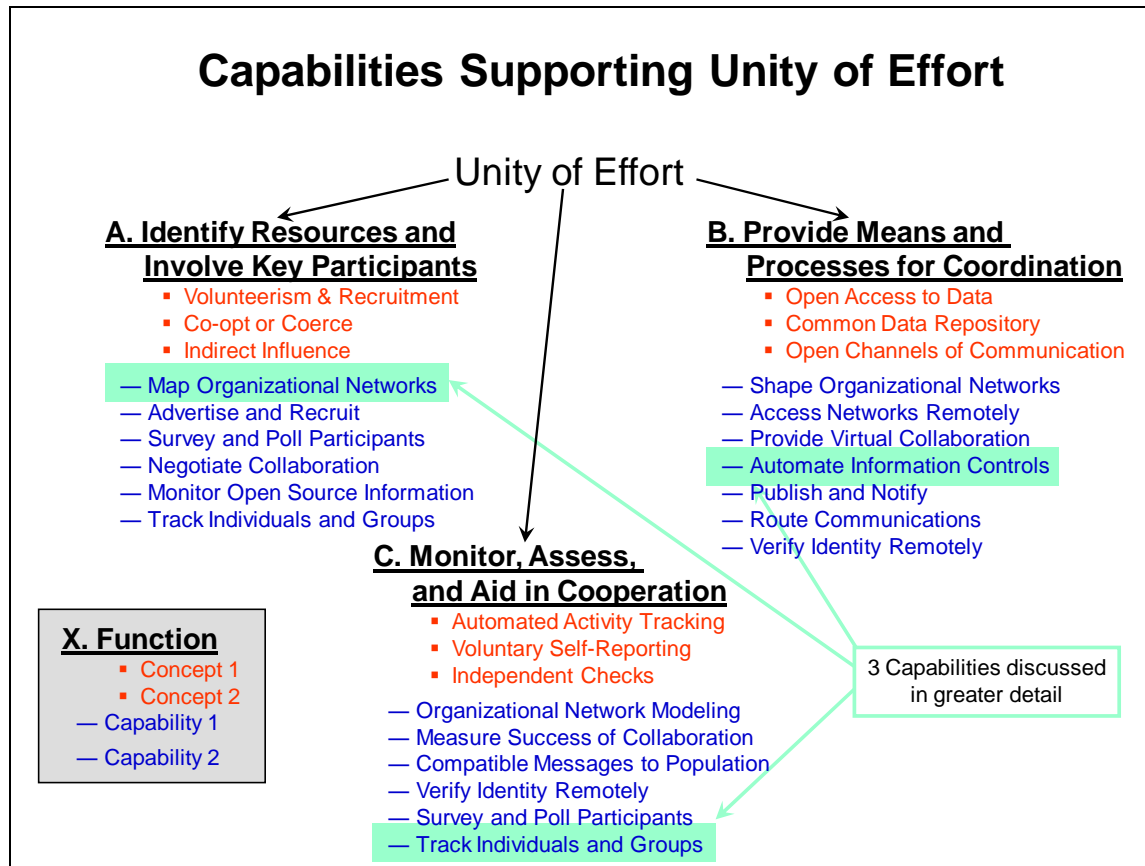 Capabilities Supporting Unity of Effort
Unity of Effort
A. Identify Resources and
Involve Key Participants
▪ Volunteerism & Recruitment
▪ Co-opt or Coerce
▪ Indirect Influence
— Map Organizational Networks
— Advertise and Recruit
— Survey and Poll Participants
— Negotiate Collaboration
— Monitor Open Source Information
— Track Individuals and Groups
B. Provide Means and
Processes for Coordination
▪ Open Access to Data
▪ Common Data Repository
▪ Open Channels of Communication
— Shape Organizational Networks
— Access Networks Remotely
— Provide Virtual Collaboration
— Automate Information Controls
— Publish and Notify
— Route Communications
— Verify Identity Remotely
C. Monitor, Assess,
and Aid in Cooperation
▪ Automated Activity Tracking
▪ Voluntary Self-Reporting
▪ Independent Checks
— Organizational Network Modeling
— Measure Success of Collaboration
— Compatible Messages to Population
— Verify Identity Remotely
— Survey and Poll Participants
— Track Individuals and Groups
X. Function
▪ Concept 1
▪ Concept 2
— Capability 1
— Capability 2
3 Capabilities discussed
in greater detail